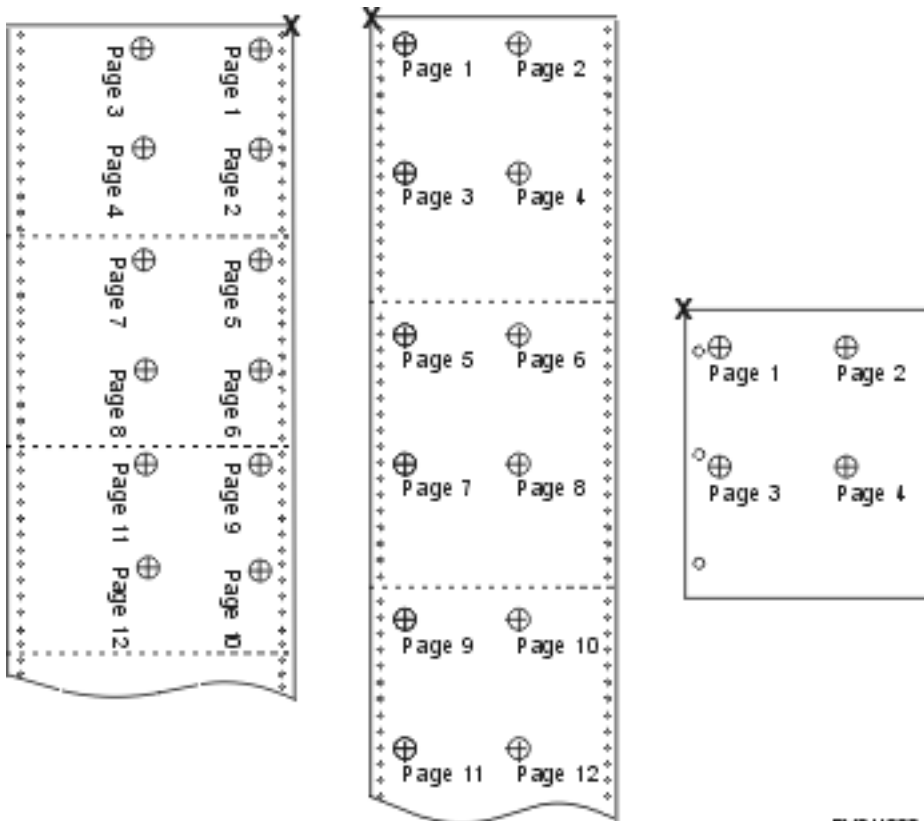 X
Page 1
Page 2
Page 3
Page 4
Page 5
Page 6
Page 7
Page 8
Page 9
Page 10
Page 11
Page 12
X
Page 1 Page 2
Page 3 Page 4
Page 5 Page 6
Page 7 Page 8
Page 9 Page 10
Page 11 Page 12
X
Page 1 Page 2
Page 3 Page 4